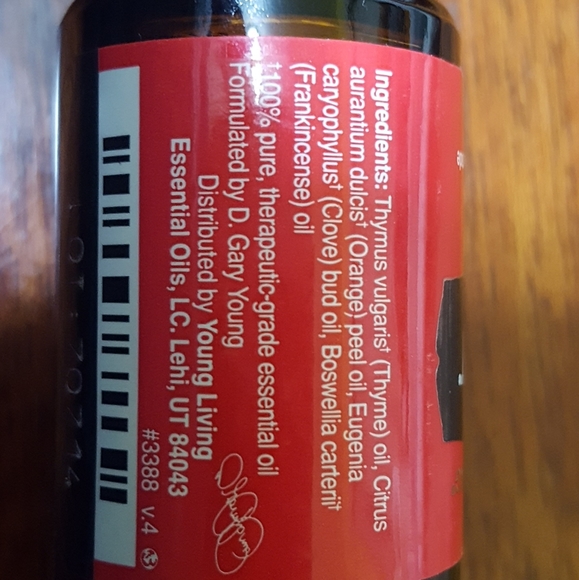 Ingredients: Thymus vulgaris† (Thyme) oil, Citrus
aurantium dulcis† (Orange) peel oil, Eugenia
caryophyllus† (Clove) bud oil, Boswellia carterii†
(Frankincense) oil
†100% pure, therapeutic-grade essential oil
Formulated by D. Gary Young
Distributed by Young Living
Essential Oils, LC. Lehi, UT 84043
#3388 v.4